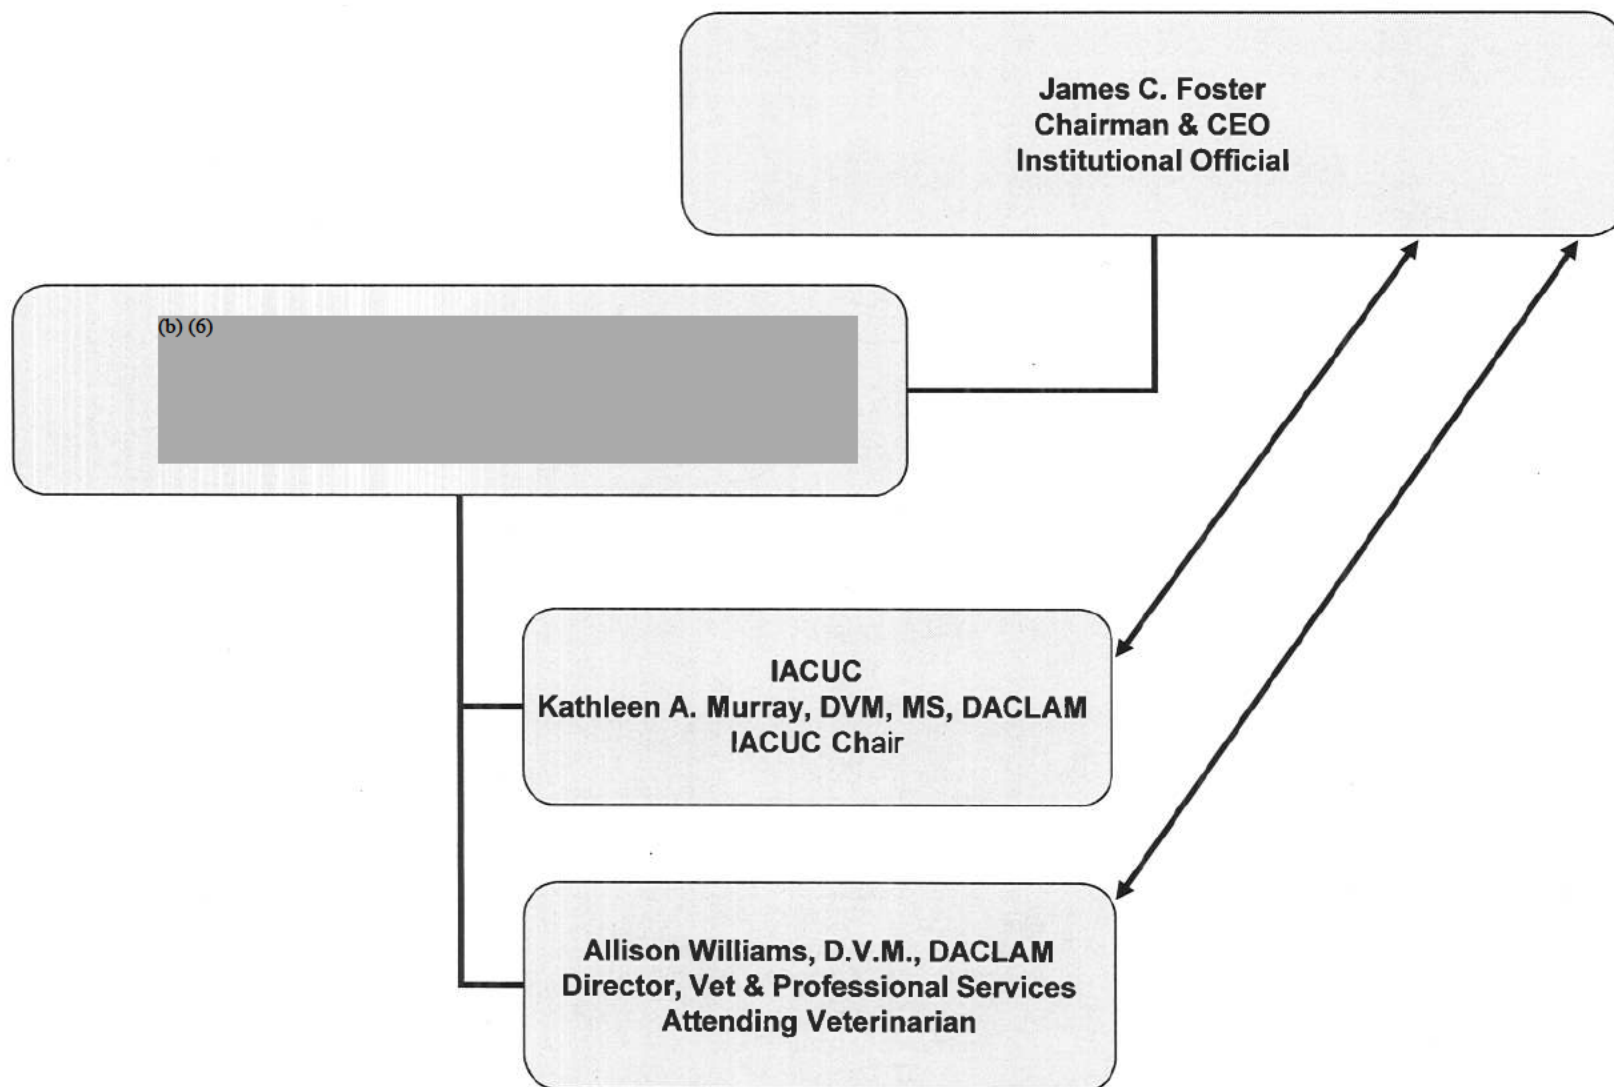 James C. Foster
Chairman & CEO
Institutional Official
(b) (6)
IACUC
Kathleen A. Murray, DVM, MS, DACLAM
IACUC Chair
Allison Williams, D.V.M., DACLAM
Director, Vet & Professional Services
Attending Veterinarian